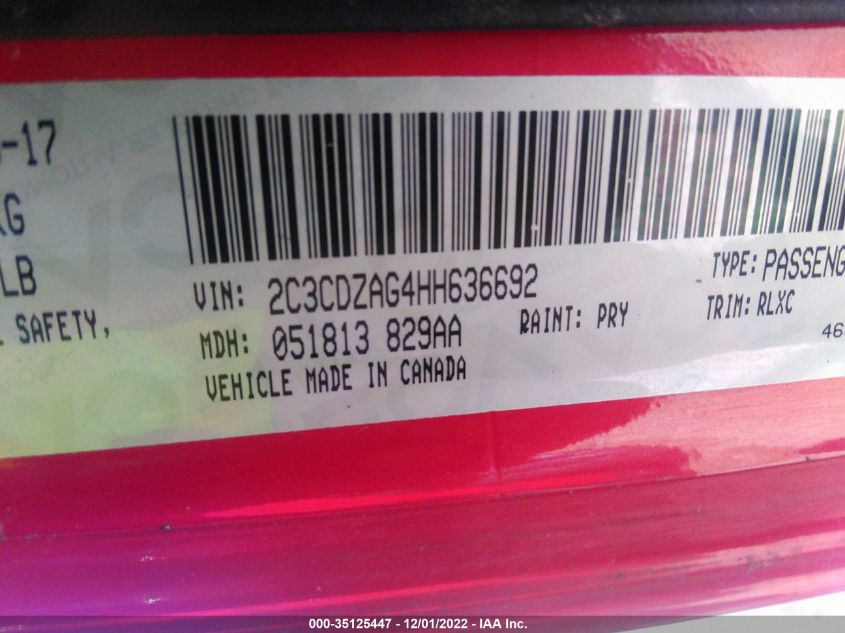 -17
LB
SAFETY,
VIN: 2C3CDZAG4HH636692
MDH: 051813 829AA
VEHICLE MADE IN CANADA
PAINT: PRY
TYPE: PASSENG
TRIM: RLXC
46
000-35125447 - 12/01/2022 - IAA Inc.